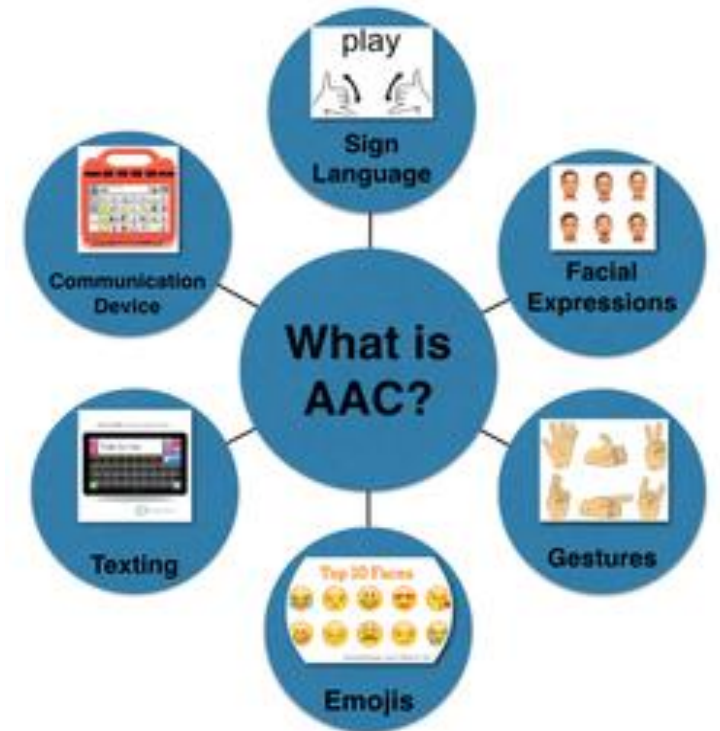 play
Sign
Language
Communication
Device
Facial
Expressions
What is
AAC?
Texting
Gestures
Top 10 Faces
Emojis